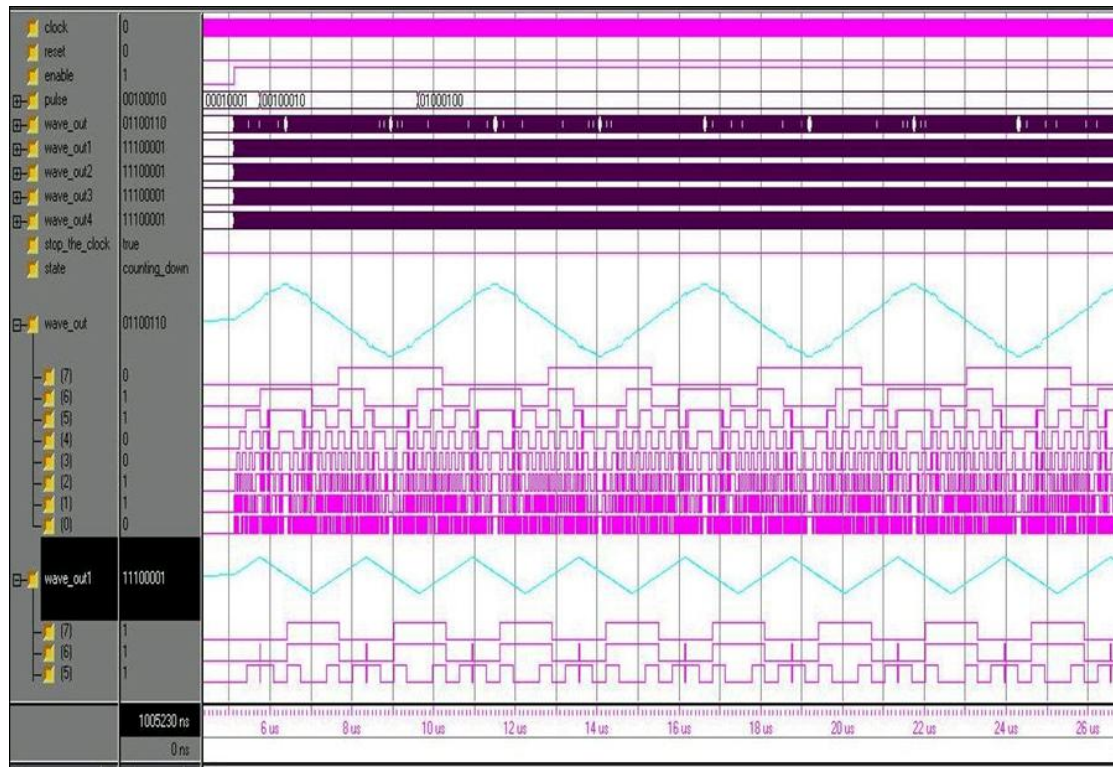 clock 0
reset 0
enable 1
pulse 00100010 00010001 00100010 01000100
wave_out 01100110
wave_out1 11100001
wave_out2 11100001
wave_out3 11100001
wave_out4 11100001
stop_the_clock true
state counting_down
wave_out 01100110
(7) 0
(6) 1
(5) 1
(4) 0
(3) 0
(2) 1
(1) 1
(0) 0
wave_out1 11100001
(7) 1
(6) 1
(5) 1
1005230 ns 6 us 8 us 10 us 12 us 14 us 16 us 18 us 20 us 22 us 24 us 26 us
0 ns